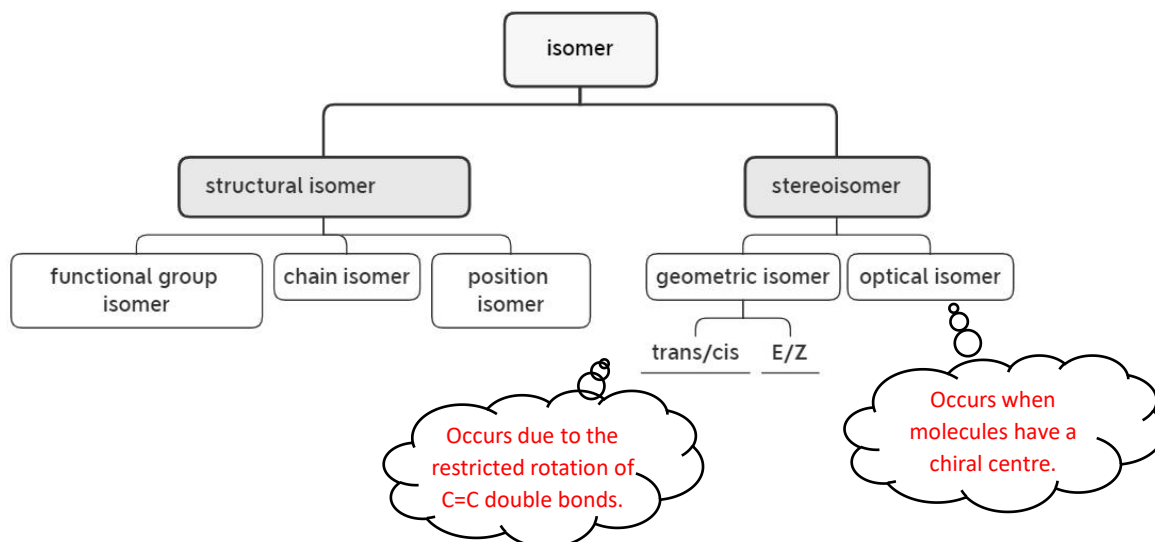 isomer
structural isomer
stereoisomer
functional group
isomer
chain isomer
position
isomer
geometric isomer
optical isomer
trans/cis
E/Z
Occurs due to the
restricted rotation of
C=C double bonds.
Occurs when
molecules have a
chiral centre.